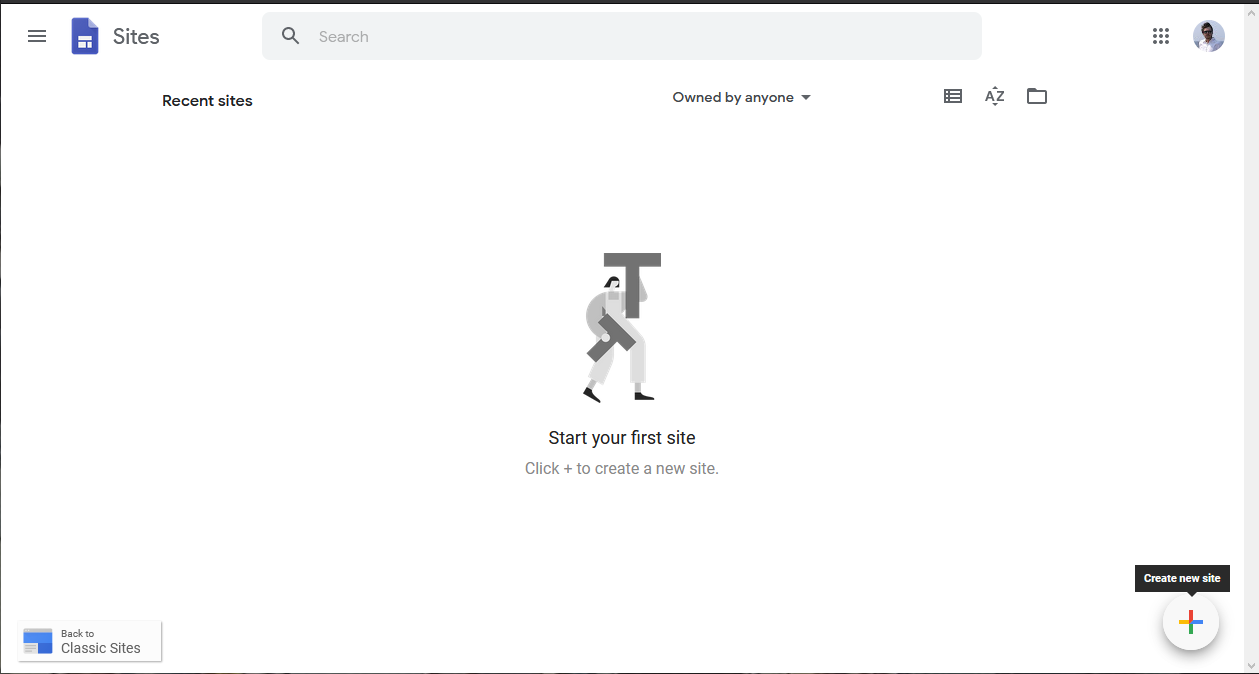 Sites
Search
Recent sites
Owned by anyone
AZ
Start your first site
Click + to create a new site.
Create new site
Back to
Classic Sites